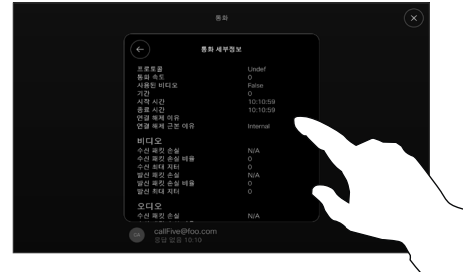 통화
통화 세부정보
프로토콜 Undef
통화 속도 0
사용된 비디오 False
기간 0
시작 시간 10:10:59
종료 시간 10:10:59
연결 해제 이유
연결 해제 근본 이유 Internal
비디오
수신 패킷 손실 N/A
수신 패킷 손실 비율 0
수신 최대 지터 0
발신 패킷 손실 N/A
발신 패킷 손실 비율 0
발신 최대 지터 0
오디오
수신 패킷 손실 N/A
callFive@foo.com
응답 없음 10:10